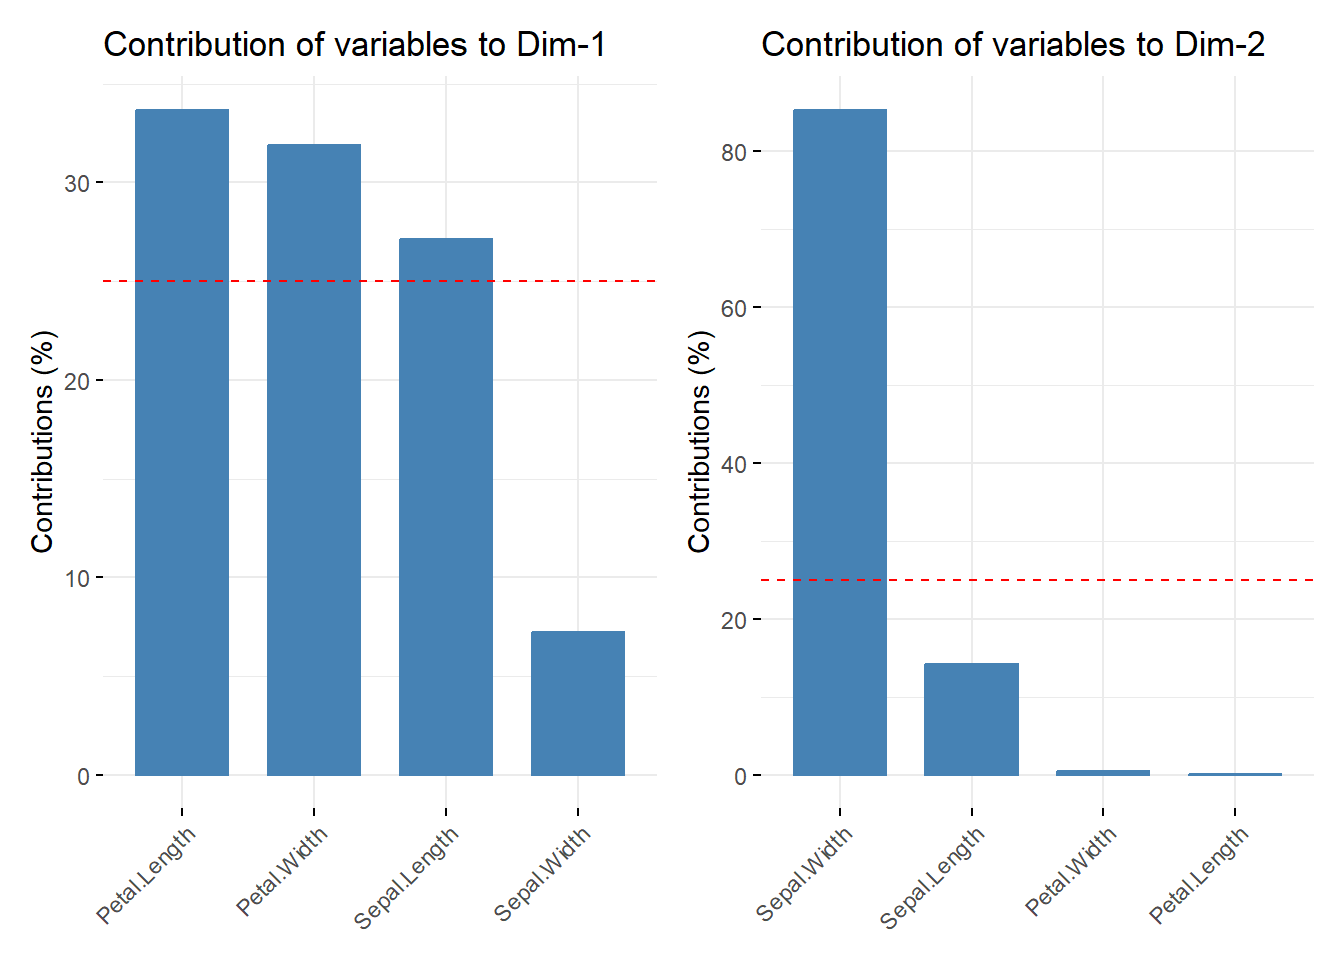 Contribution of variables to Dim-1
Contributions (%)
30
20
10
0
Petal.Length
Petal.Width
Sepal.Length
Sepal.Width
Contribution of variables to Dim-2
Contributions (%)
80
60
40
20
0
Sepal.Width
Sepal.Length
Petal.Width
Petal.Length